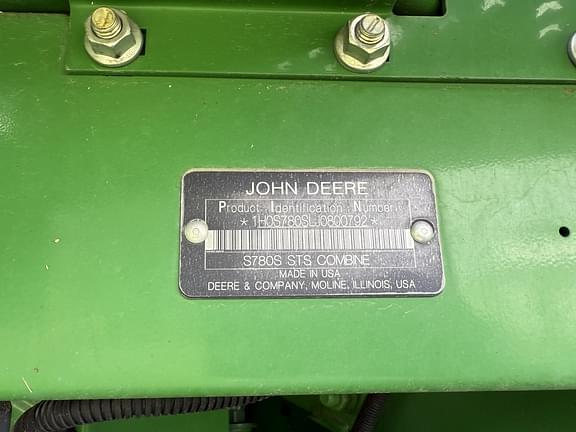 JOHN DEERE
Product Identification Number
*1H0S780SLJ0800792*
S780S STS COMBINE
MADE IN USA
DEERE & COMPANY, MOLINE, ILLINOIS, USA